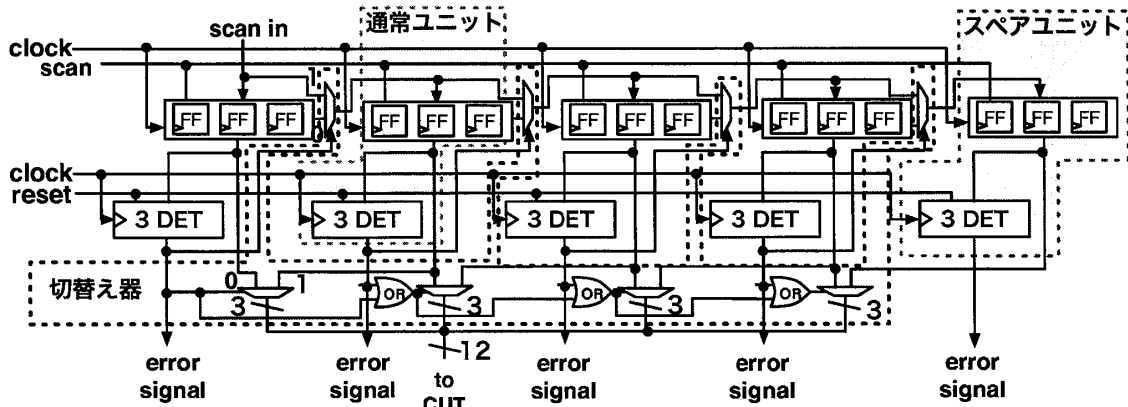 通常ユニット
スペアユニット
scan in
clock
scan
1
FF FF FF
FF FF FF
FF FF FF
FF FF FF
FF FF FF
clock
reset
3 DET
3 DET
3 DET
3 DET
3 DET
切替え器
0
1
OR
OR
OR
3
3
3
3
12
error signal
error signal
to CUT
error signal
error signal
error signal